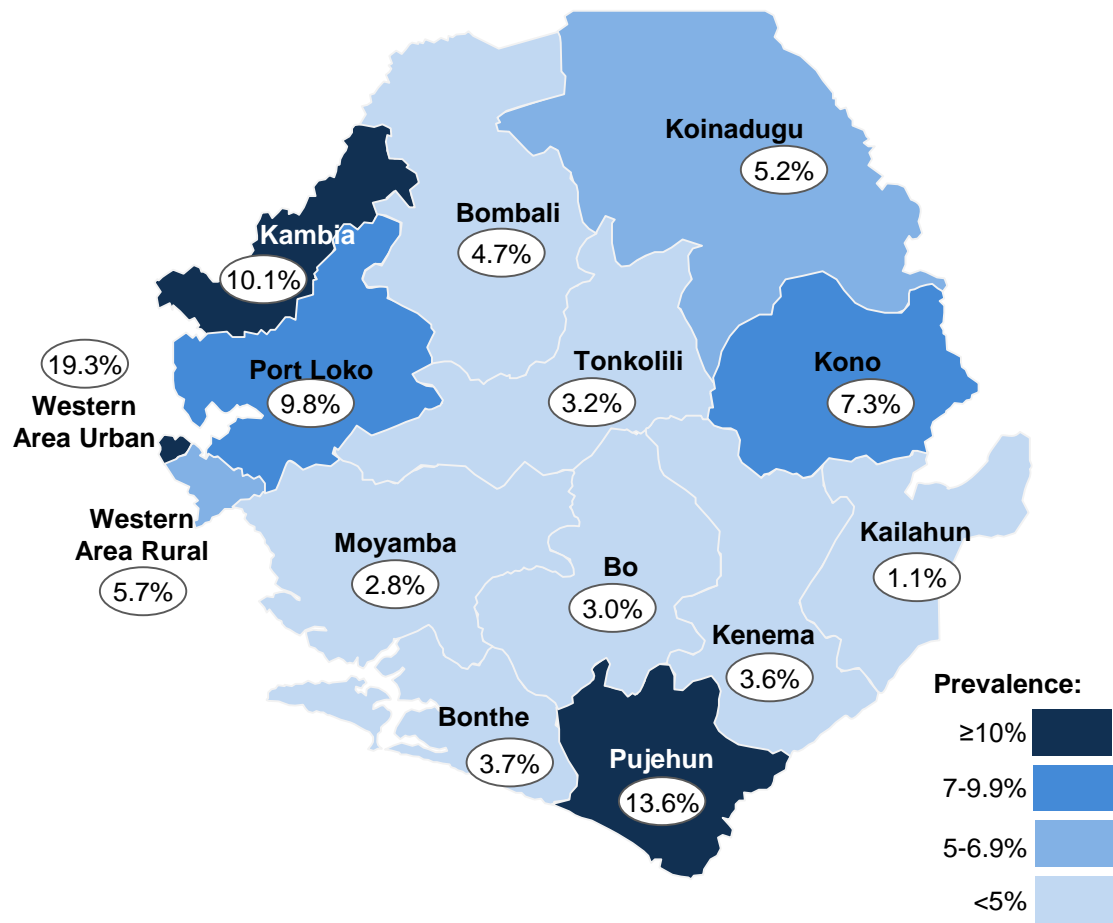 Koinadugu
5.2%
Bombali
4.7%
Kambia
10.1%
19.3%
Western
Area Urban
Port Loko
9.8%
Tonkolili
3.2%
Kono
7.3%
Western
Area Rural
5.7%
Moyamba
2.8%
Bo
3.0%
Kailahun
1.1%
Kenema
3.6%
Bonthe
3.7%
Pujehun
13.6%
Prevalence:
≥10%
7-9.9%
5-6.9%
<5%